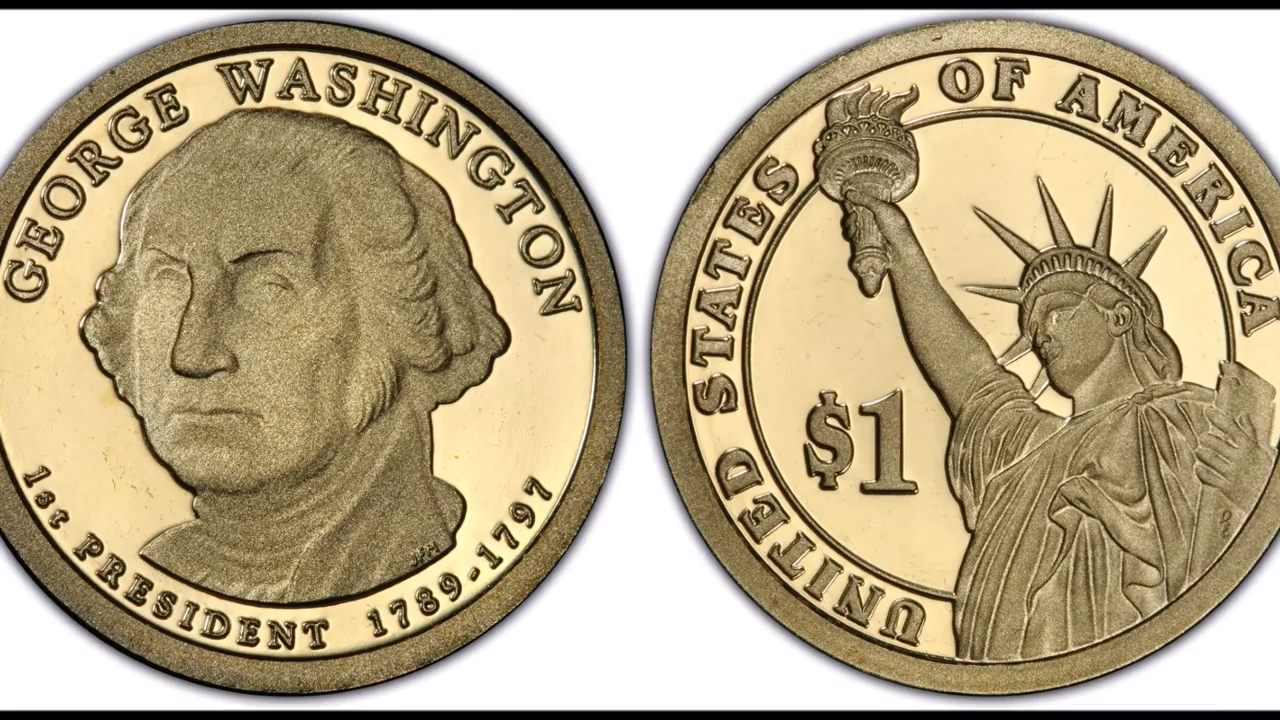 GEORGE WASHINGTON
1st PRESIDENT 1789-1797
JFM
UNITED STATES OF AMERICA
$1